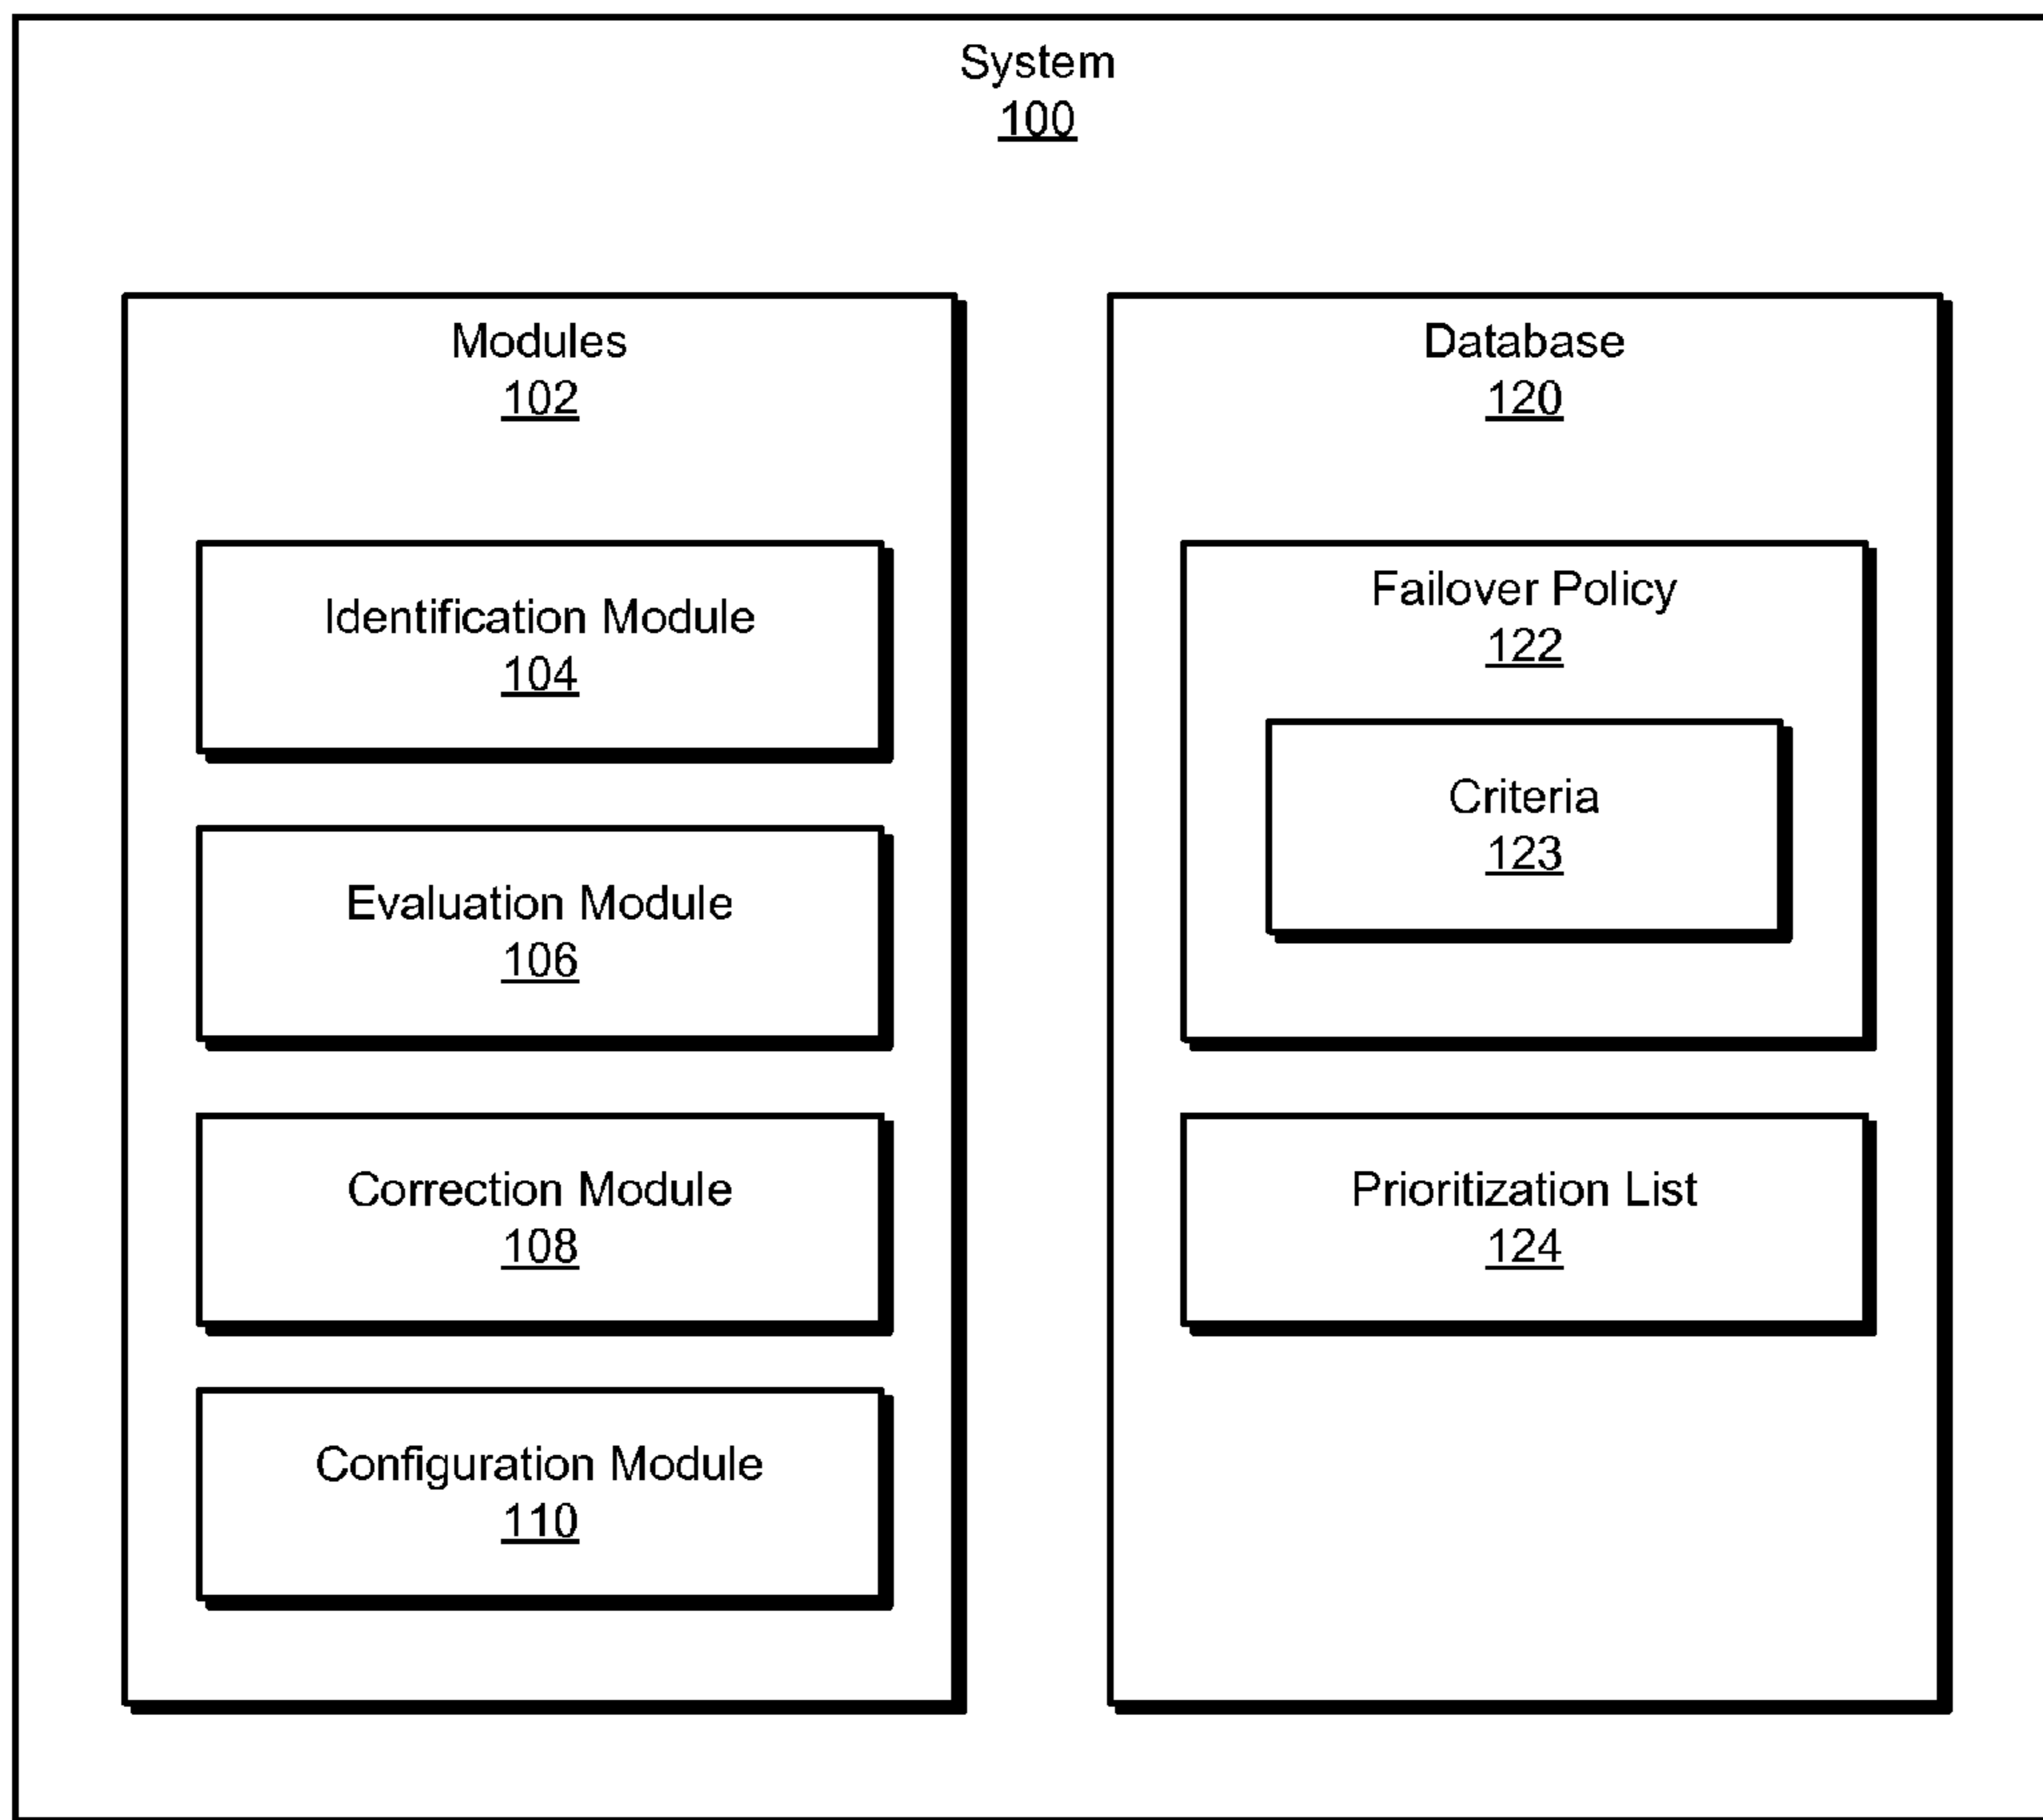 System
100
Modules
102
Identification Module
104
Evaluation Module
106
Correction Module
108
Configuration Module
110
Database
120
Failover Policy
122
Criteria
123
Prioritization List
124